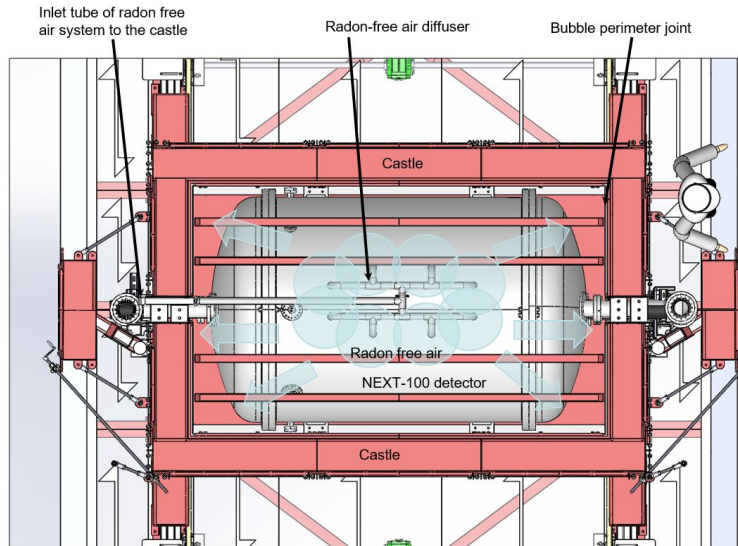 Inlet tube of radon free
air system to the castle
Radon-free air diffuser
Bubble perimeter joint
Castle
Radon free air
NEXT-100 detector
Castle